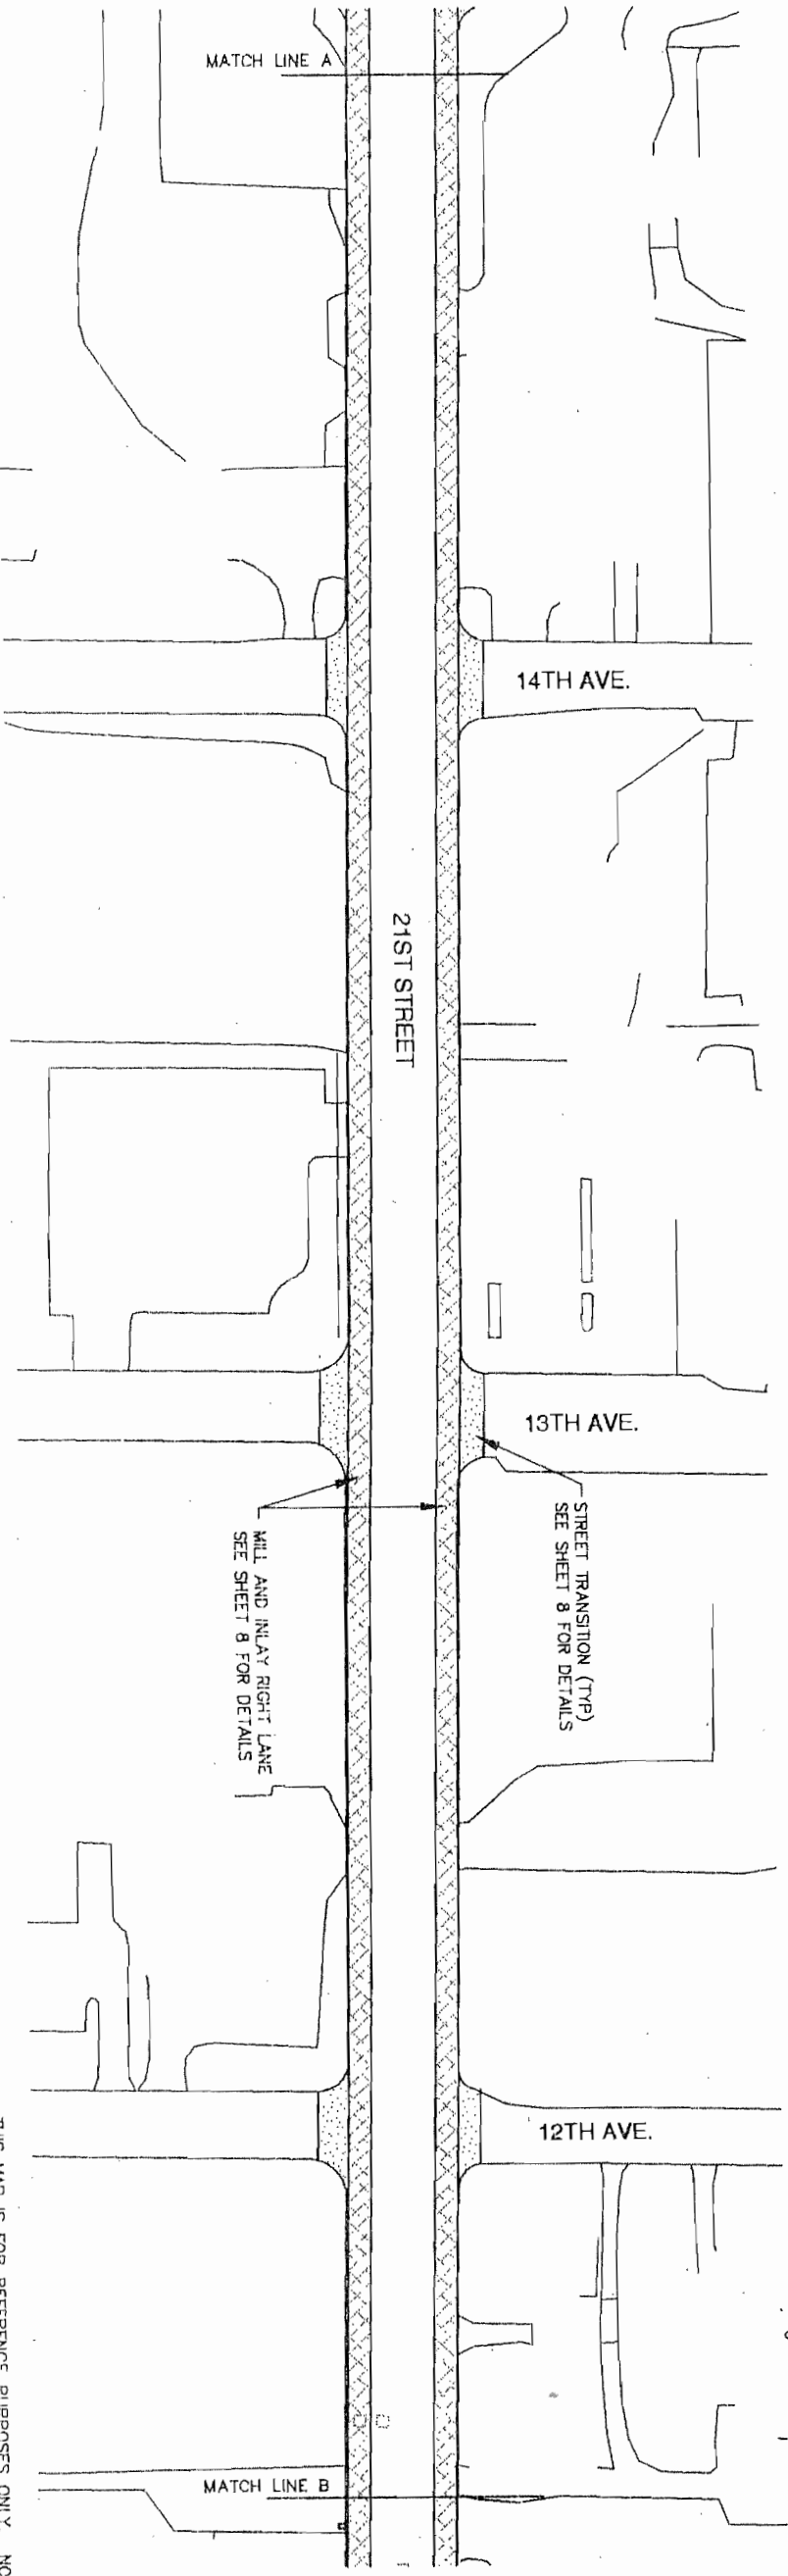 MATCH LINE A
14TH AVE.
21ST STREET
13TH AVE.
STREET TRANSITION (TYP)
SEE SHEET 8 FOR DETAILS
MILL AND INLAY RIGHT LANE
SEE SHEET 8 FOR DETAILS
12TH AVE.
MATCH LINE B
THIS MAP IS FOR REFERENCE PURPOSES ONLY. NO